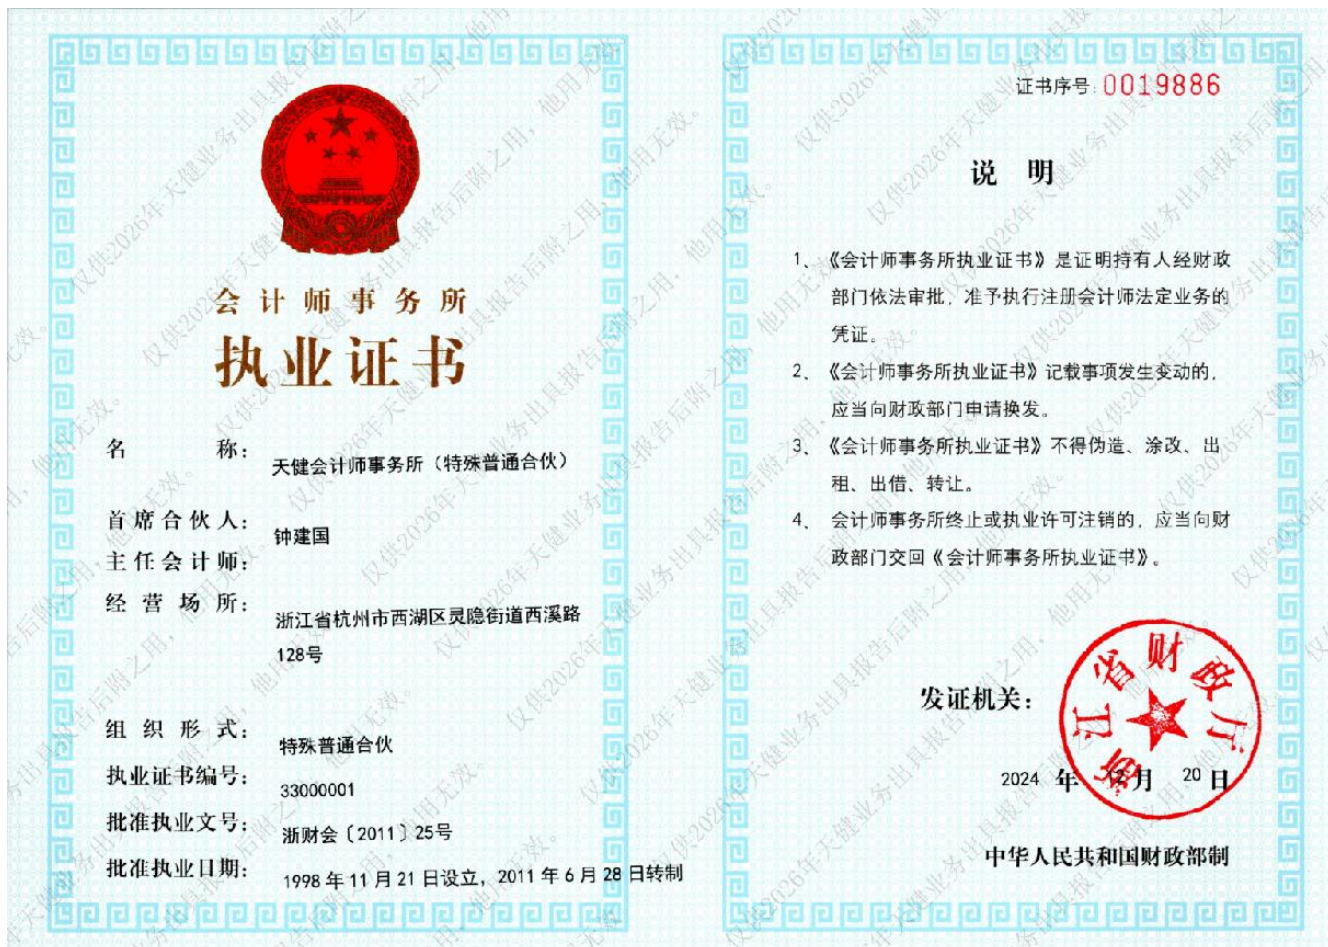 会计师事务所
执业证书
名称：
天健会计师事务所（特殊普通合伙）
首席合伙人：
钟建国
主任会计师：
经营场所：
浙江省杭州市西湖区灵隐街道西溪路
128号
组织形式：
特殊普通合伙
执业证书编号：
33000001
批准执业文号：
浙财会〔2011〕25号
批准执业日期：
1998年11月21日设立，2011年6月28日转制
证书序号：0019886
说明
1、《会计师事务所执业证书》是证明持有人经财政
部门依法审批，准予执行注册会计师法定业务的
凭证。
2、《会计师事务所执业证书》记载事项发生变动的，
应当向财政部门申请换发。
3、《会计师事务所执业证书》不得伪造、涂改、出
租、出借、转让。
4、会计师事务所终止或执业许可注销的，应当向财
政部门交回《会计师事务所执业证书》。
发证机关：
浙江省财政厅
2024年12月20日
中华人民共和国财政部制
仅供2026年天健业务出具报告后附之用，他用无效。